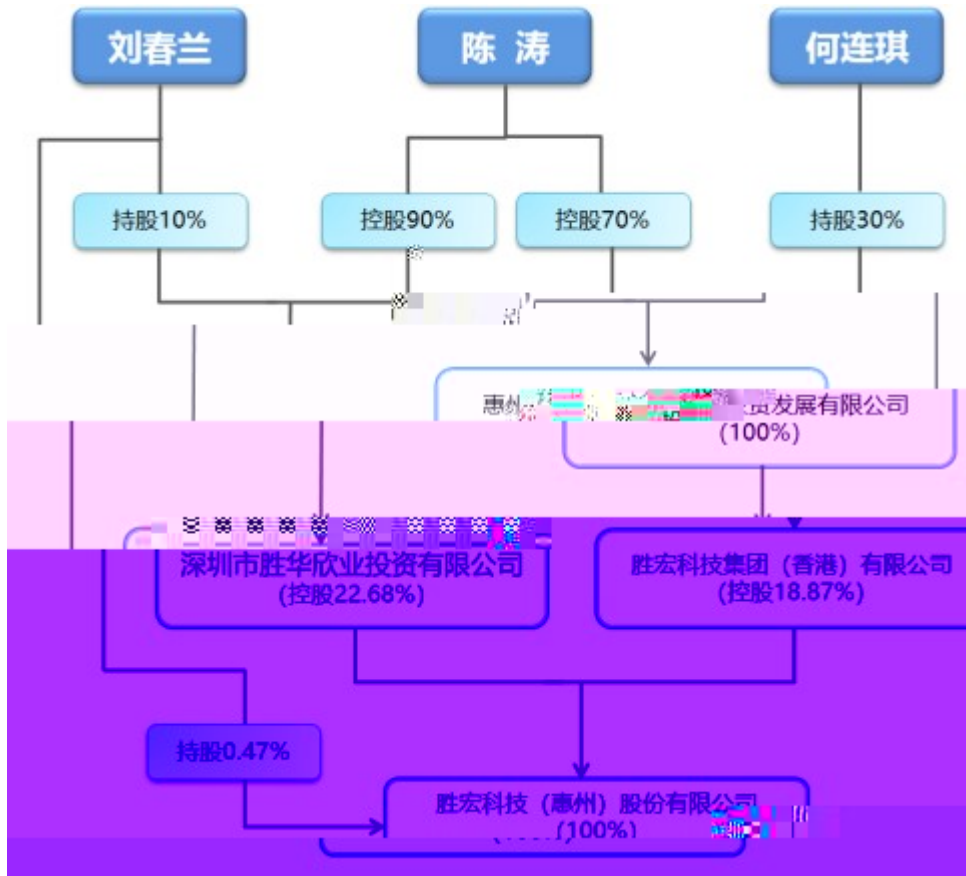 刘春兰
陈 涛
何连琪
持股10%
控股90%
控股70%
持股30%
惠州
资发展有限公司
(100%)
深圳市胜华欣业投资有限公司
(控股22.68%)
胜宏科技集团（香港）有限公司
(控股18.87%)
持股0.47%
胜宏科技（惠州）股份有限公司
(100%)